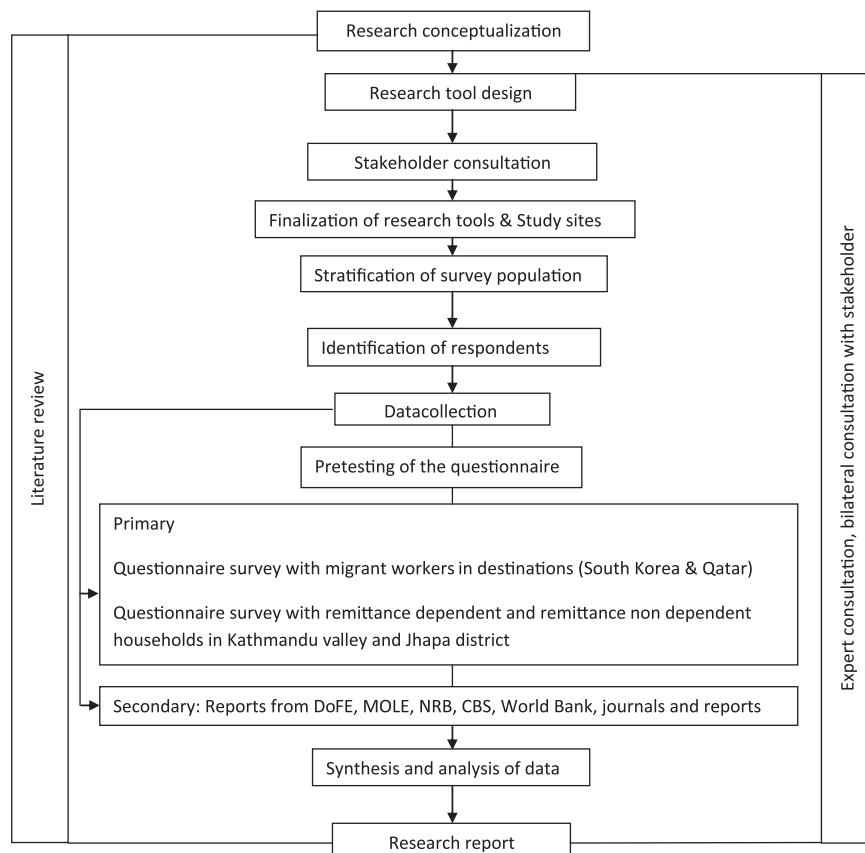 Research conceptualization
Research tool design
Stakeholder consultation
Finalization of research tools & Study sites
Stratification of survey population
Identification of respondents
Datacollection
Pretesting of the questionnaire
Primary
Questionnaire survey with migrant workers in destinations (South Korea & Qatar)
Questionnaire survey with remittance dependent and remittance non dependent
households in Kathmandu valley and Jhapa district
Secondary: Reports from DoFE, MOLE, NRB, CBS, World Bank, journals and reports
Synthesis and analysis of data
Research report
Literature review
Expert consultation, bilateral consultation with stakeholder